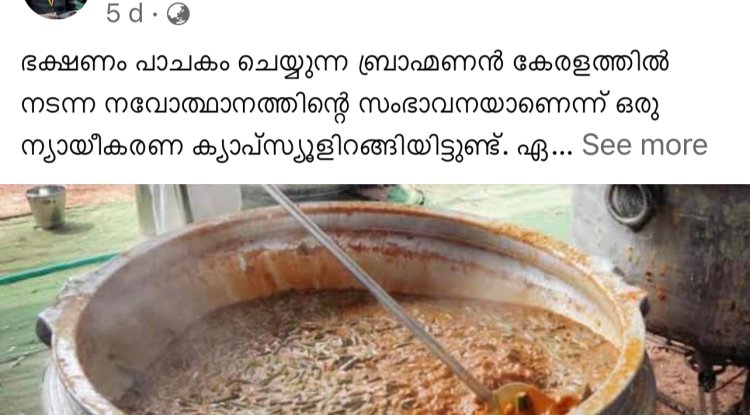 5 d ·
ഭക്ഷണം പാചകം ചെയ്യുന്ന ബ്രാഹ്മണൻ കേരളത്തിൽ
നടന്ന നവോത്ഥാനത്തിന്റെ സംഭാവനയാണെന്ന് ഒരു
ന്യായീകരണ ക്യാപ്സ്യൂളിറങ്ങിയിട്ടുണ്ട്. ഏ... See more